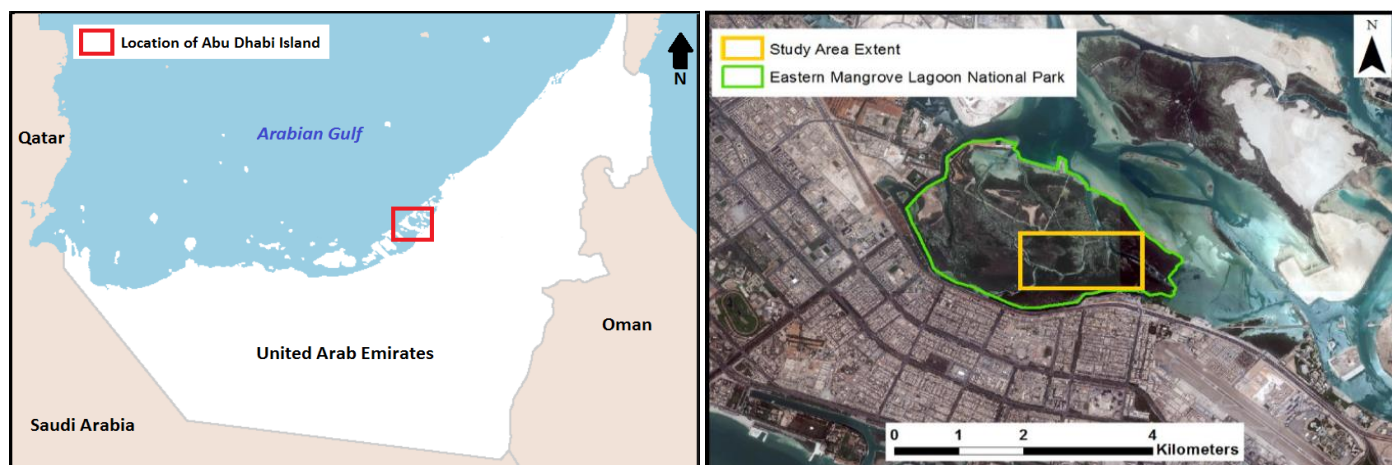 Location of Abu Dhabi Island
N
Qatar
Arabian Gulf
Oman
United Arab Emirates
Saudi Arabia
Study Area Extent
Eastern Mangrove Lagoon National Park
N
0 1 2 4
Kilometers